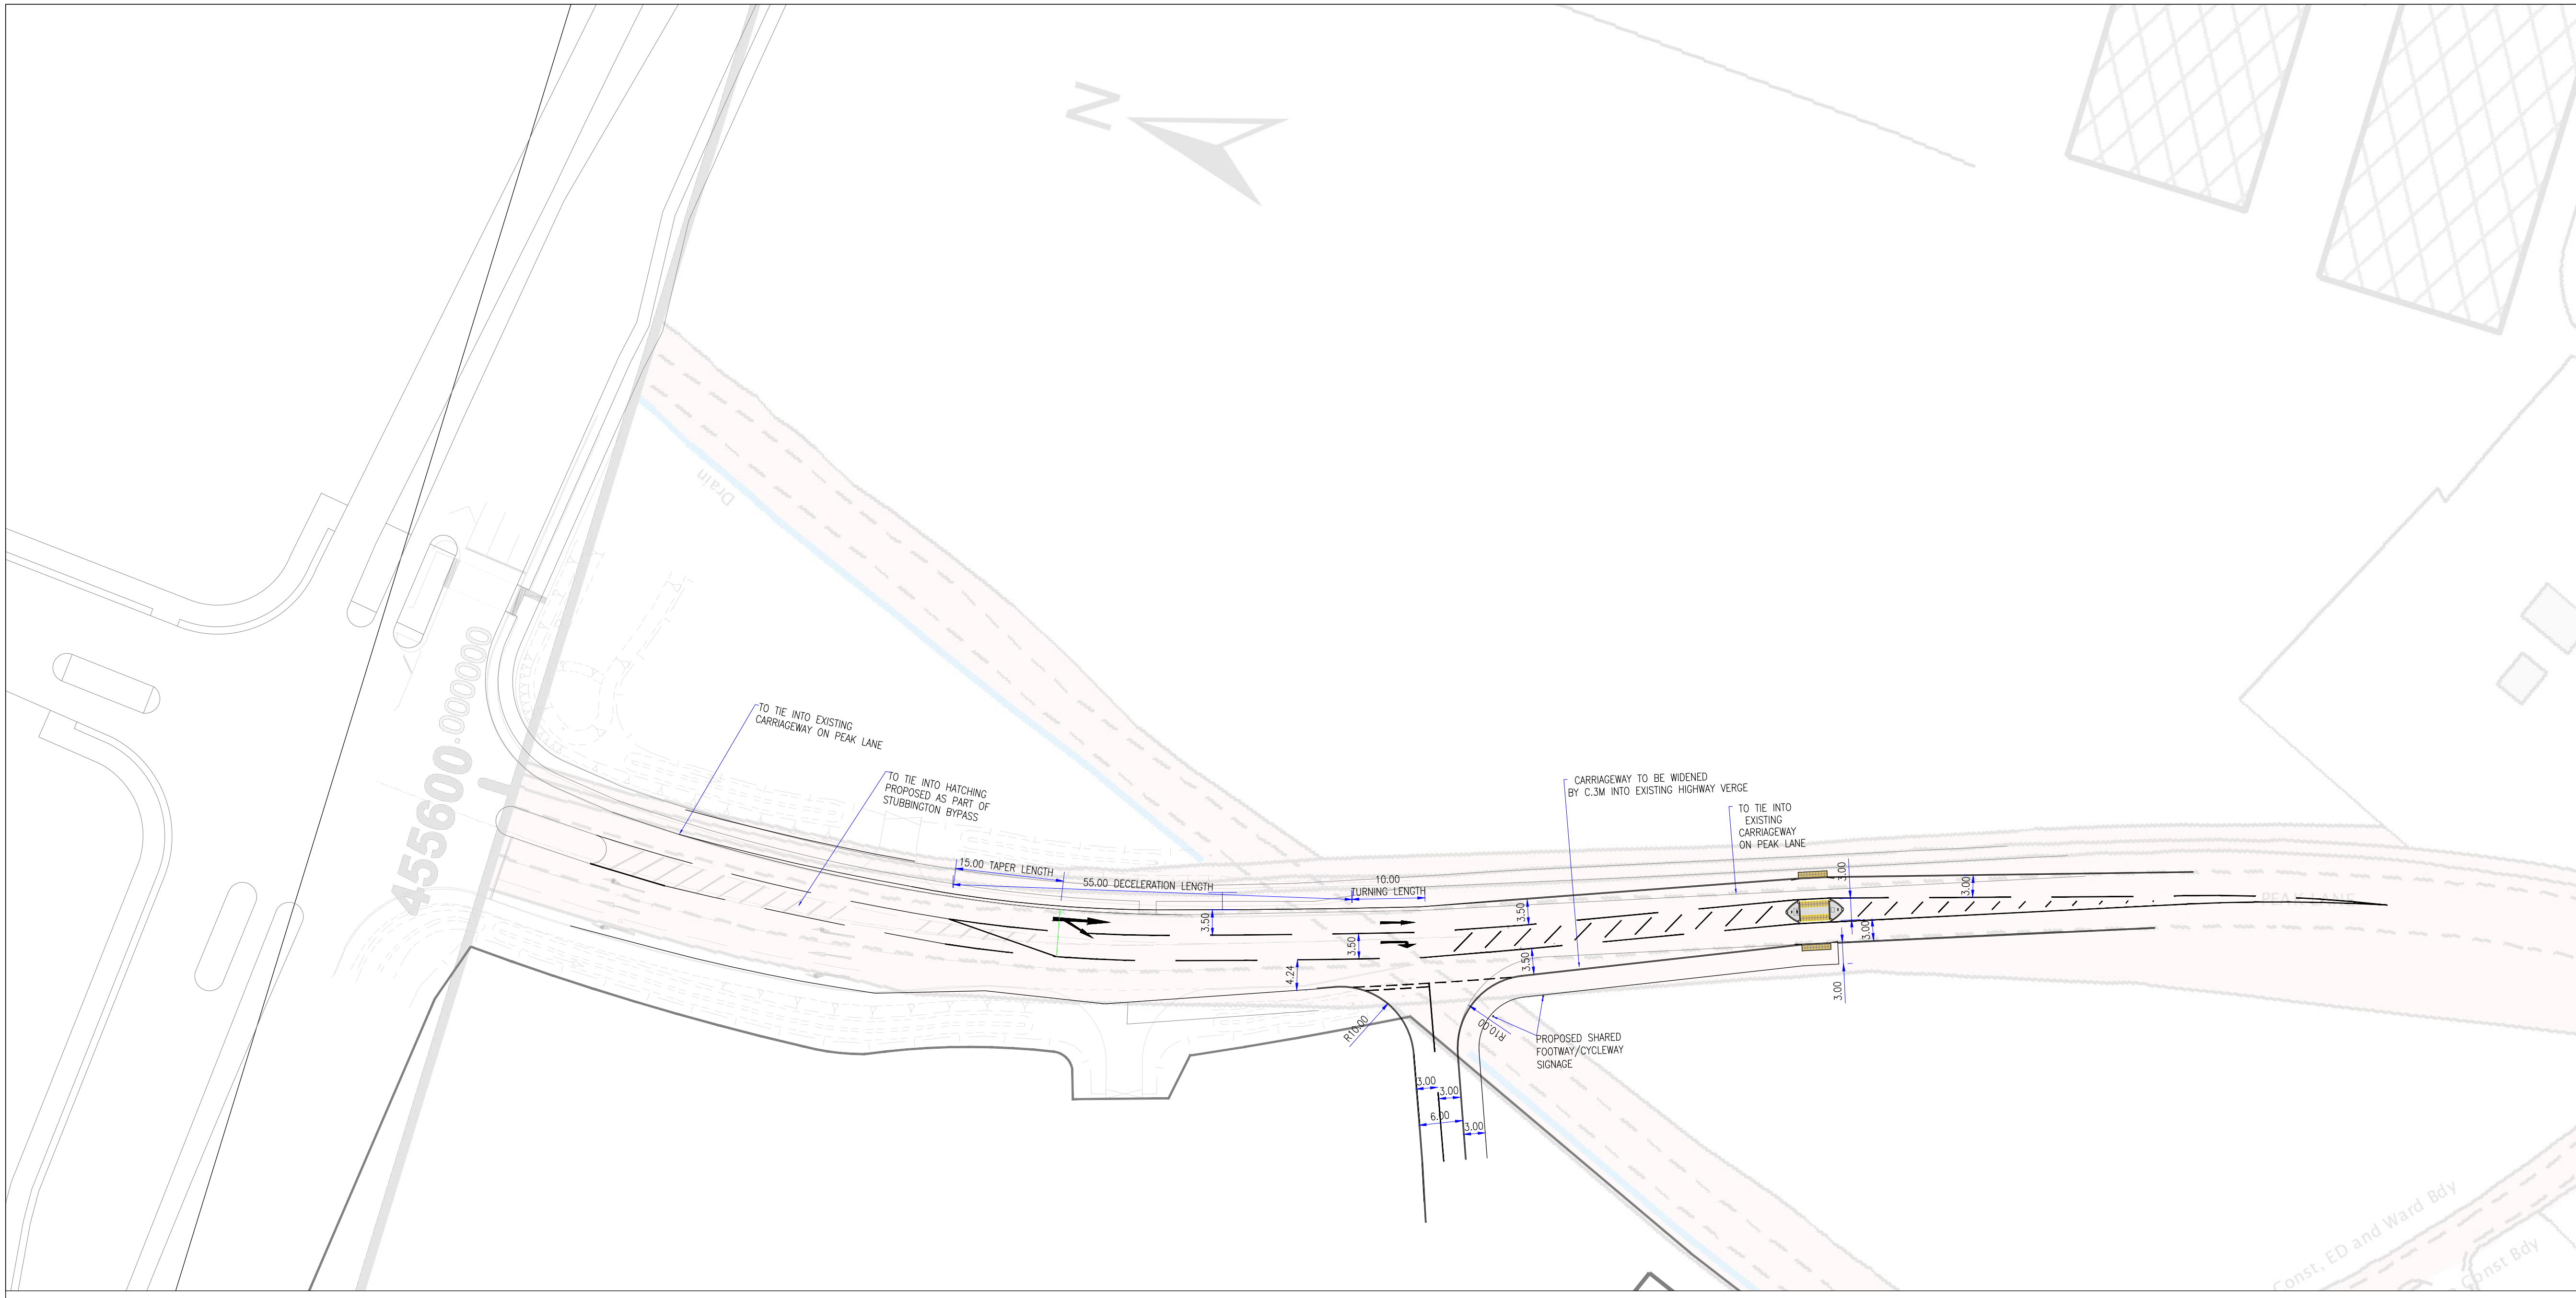 N
Drain
455600.000000
TO TIE INTO EXISTING
CARRIAGEWAY ON PEAK LANE
TO TIE INTO HATCHING
PROPOSED AS PART OF
STUBBINGTON BYPASS
CARRIAGEWAY TO BE WIDENED
BY C.3M INTO EXISTING HIGHWAY VERGE
TO TIE INTO
EXISTING
CARRIAGEWAY
ON PEAK LANE
15.00 TAPER LENGTH
55.00 DECELERATION LENGTH
10.00
TURNING LENGTH
3.50
3.50
3.50
3.50
4.24
3.00
3.00
3.00
3.00
PEAK LANE
R10.00
R10.00
PROPOSED SHARED
FOOTWAY/CYCLEWAY
SIGNAGE
3.00
3.00
6.00
3.00
Const, ED and Ward Bdy
Const Bdy